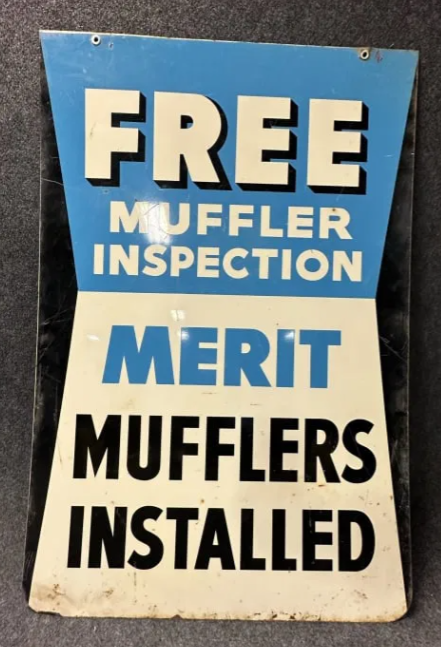 FREE
MUFFLER
INSPECTION
MERIT
MUFFLERS
INSTALLED